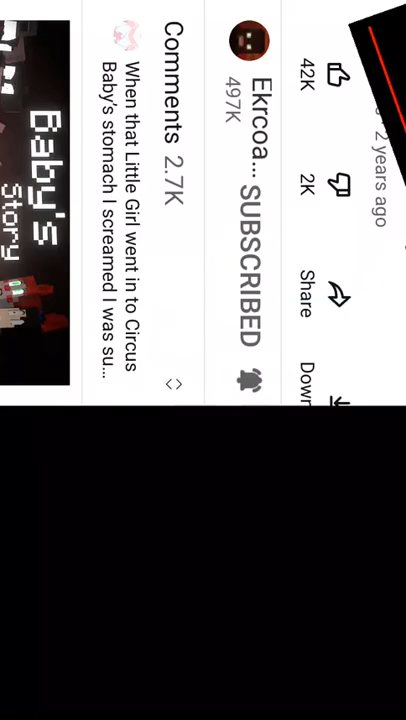 2 years ago
42K
2K
Share
Down
Ekrcoa... SUBSCRIBED
497K
Comments 2.7K
When that Little Girl went in to Circus
Baby's stomach I screamed I was su...
Baby's
Story